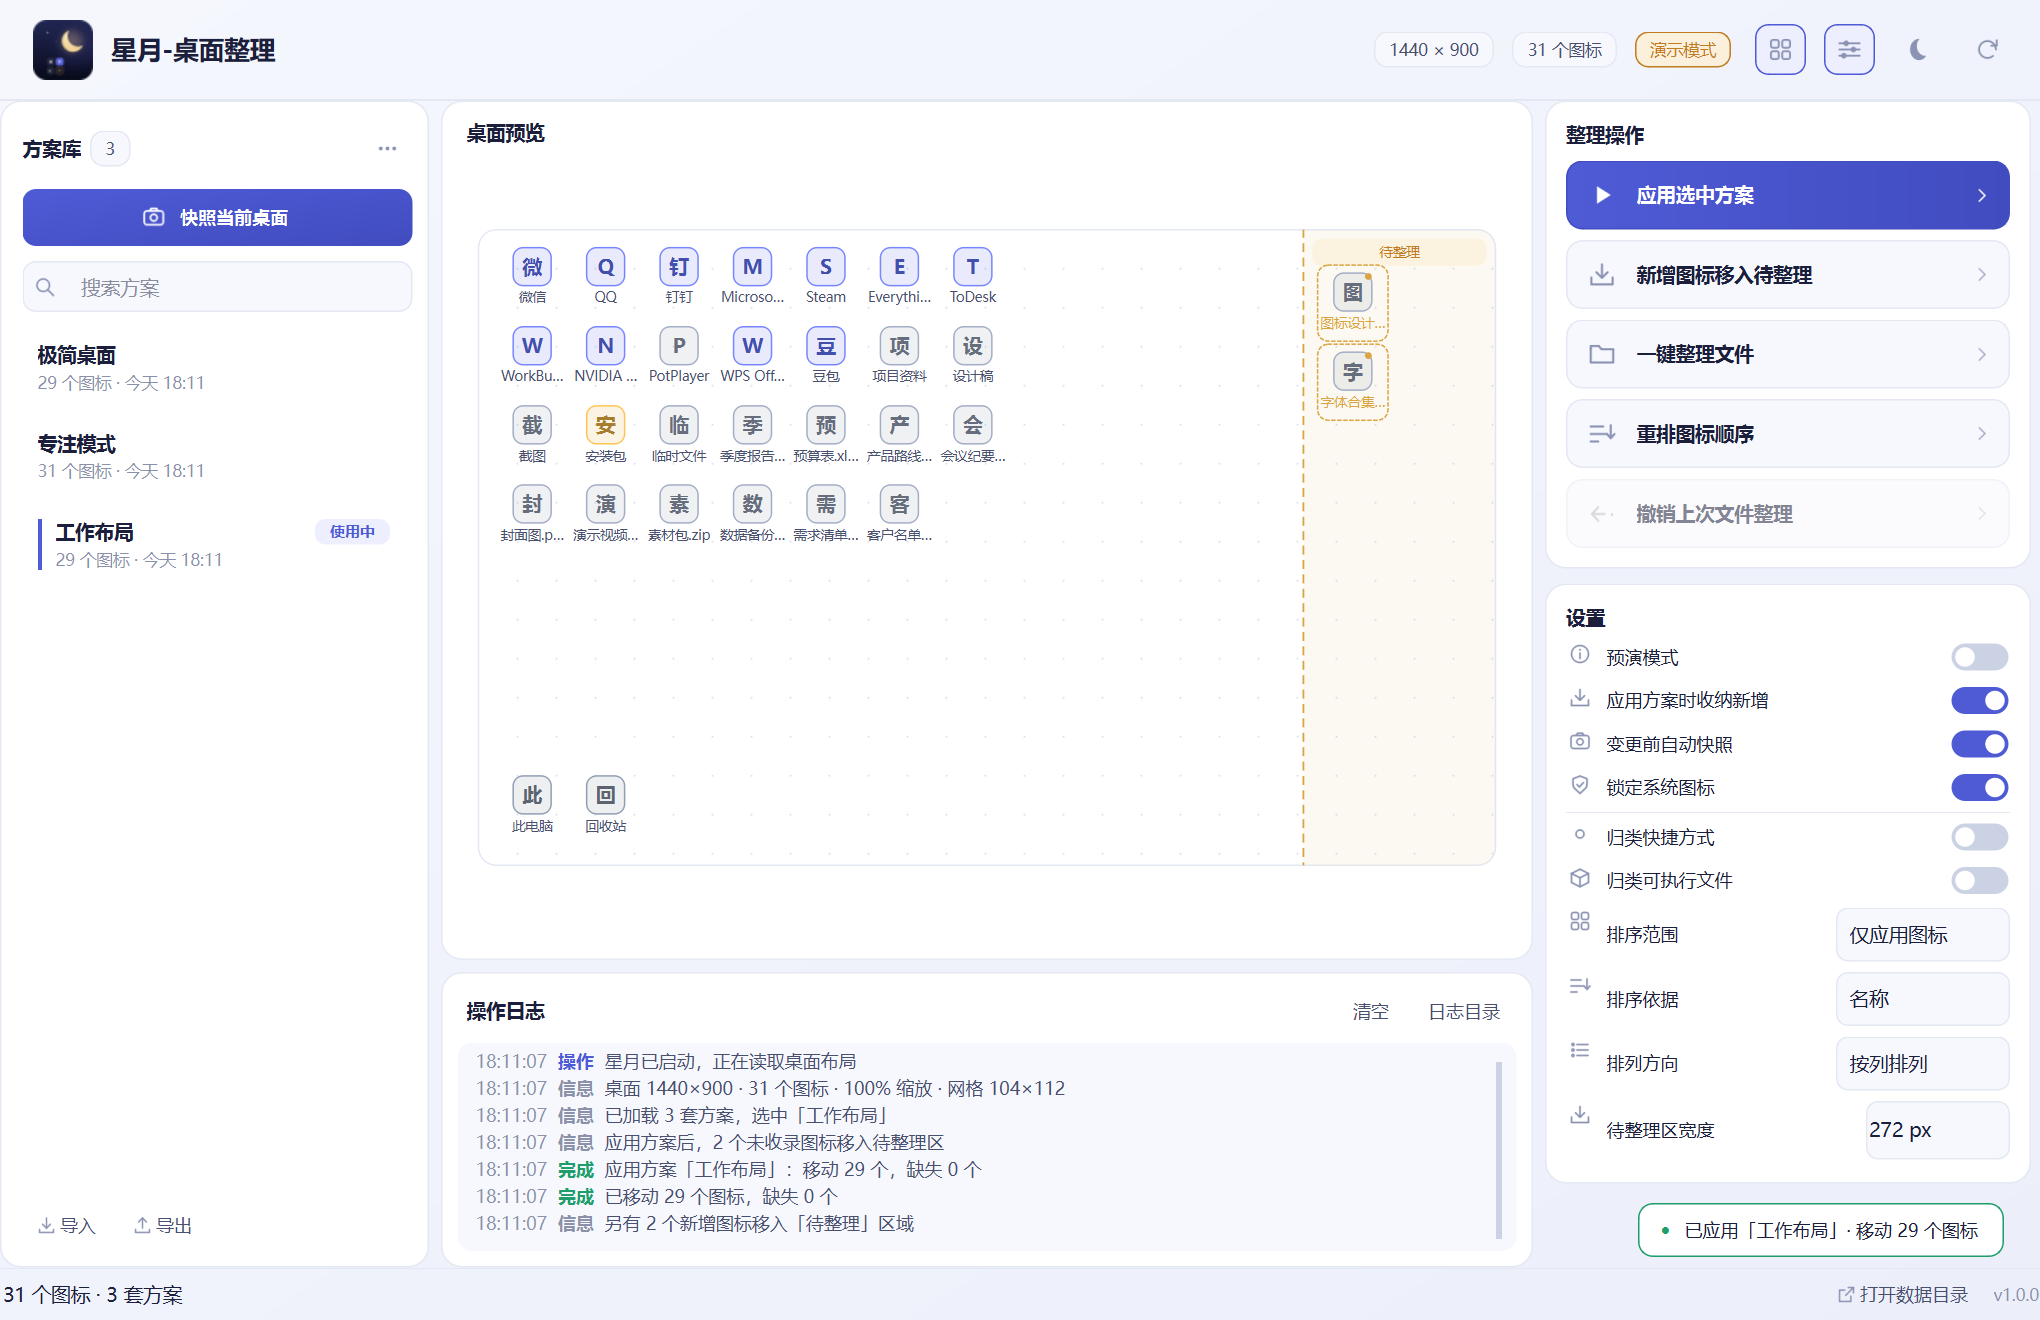 星月-桌面整理
1440 × 900
31 个图标
演示模式
方案库 3
快照当前桌面
搜索方案
极简桌面
29 个图标 · 今天 18:11
专注模式
31 个图标 · 今天 18:11
工作布局
使用中
29 个图标 · 今天 18:11
导入
导出
桌面预览
微 Q 钉 M S E T
微信 QQ 钉钉 Microso... Steam Everythi... ToDesk
W N P W 豆 项 设
WorkBu... NVIDIA ... PotPlayer WPS Off... 豆包 项目资料 设计稿
截 安 临 季 预 产 会
截图 安装包 临时文件 季度报告... 预算表.xl... 产品路线... 会议纪要...
封 演 素 数 需 客
封面图.p... 演示视频... 素材包.zip 数据备份... 需求清单... 客户名单...
此 回
此电脑 回收站
待整理
图
图标设计...
字
字体合集...
操作日志
清空
日志目录
18:11:07 操作 星月已启动，正在读取桌面布局
18:11:07 信息 桌面 1440×900 · 31 个图标 · 100% 缩放 · 网格 104×112
18:11:07 信息 已加载 3 套方案，选中「工作布局」
18:11:07 信息 应用方案后，2 个未收录图标移入待整理区
18:11:07 完成 应用方案「工作布局」：移动 29 个，缺失 0 个
18:11:07 完成 已移动 29 个图标，缺失 0 个
18:11:07 信息 另有 2 个新增图标移入「待整理」区域
整理操作
应用选中方案
新增图标移入待整理
一键整理文件
重排图标顺序
撤销上次文件整理
设置
预演模式
应用方案时收纳新增
变更前自动快照
锁定系统图标
归类快捷方式
归类可执行文件
排序范围 仅应用图标
排序依据 名称
排列方向 按列排列
待整理区宽度 272 px
已应用「工作布局」· 移动 29 个图标
31 个图标 · 3 套方案
打开数据目录
v1.0.0